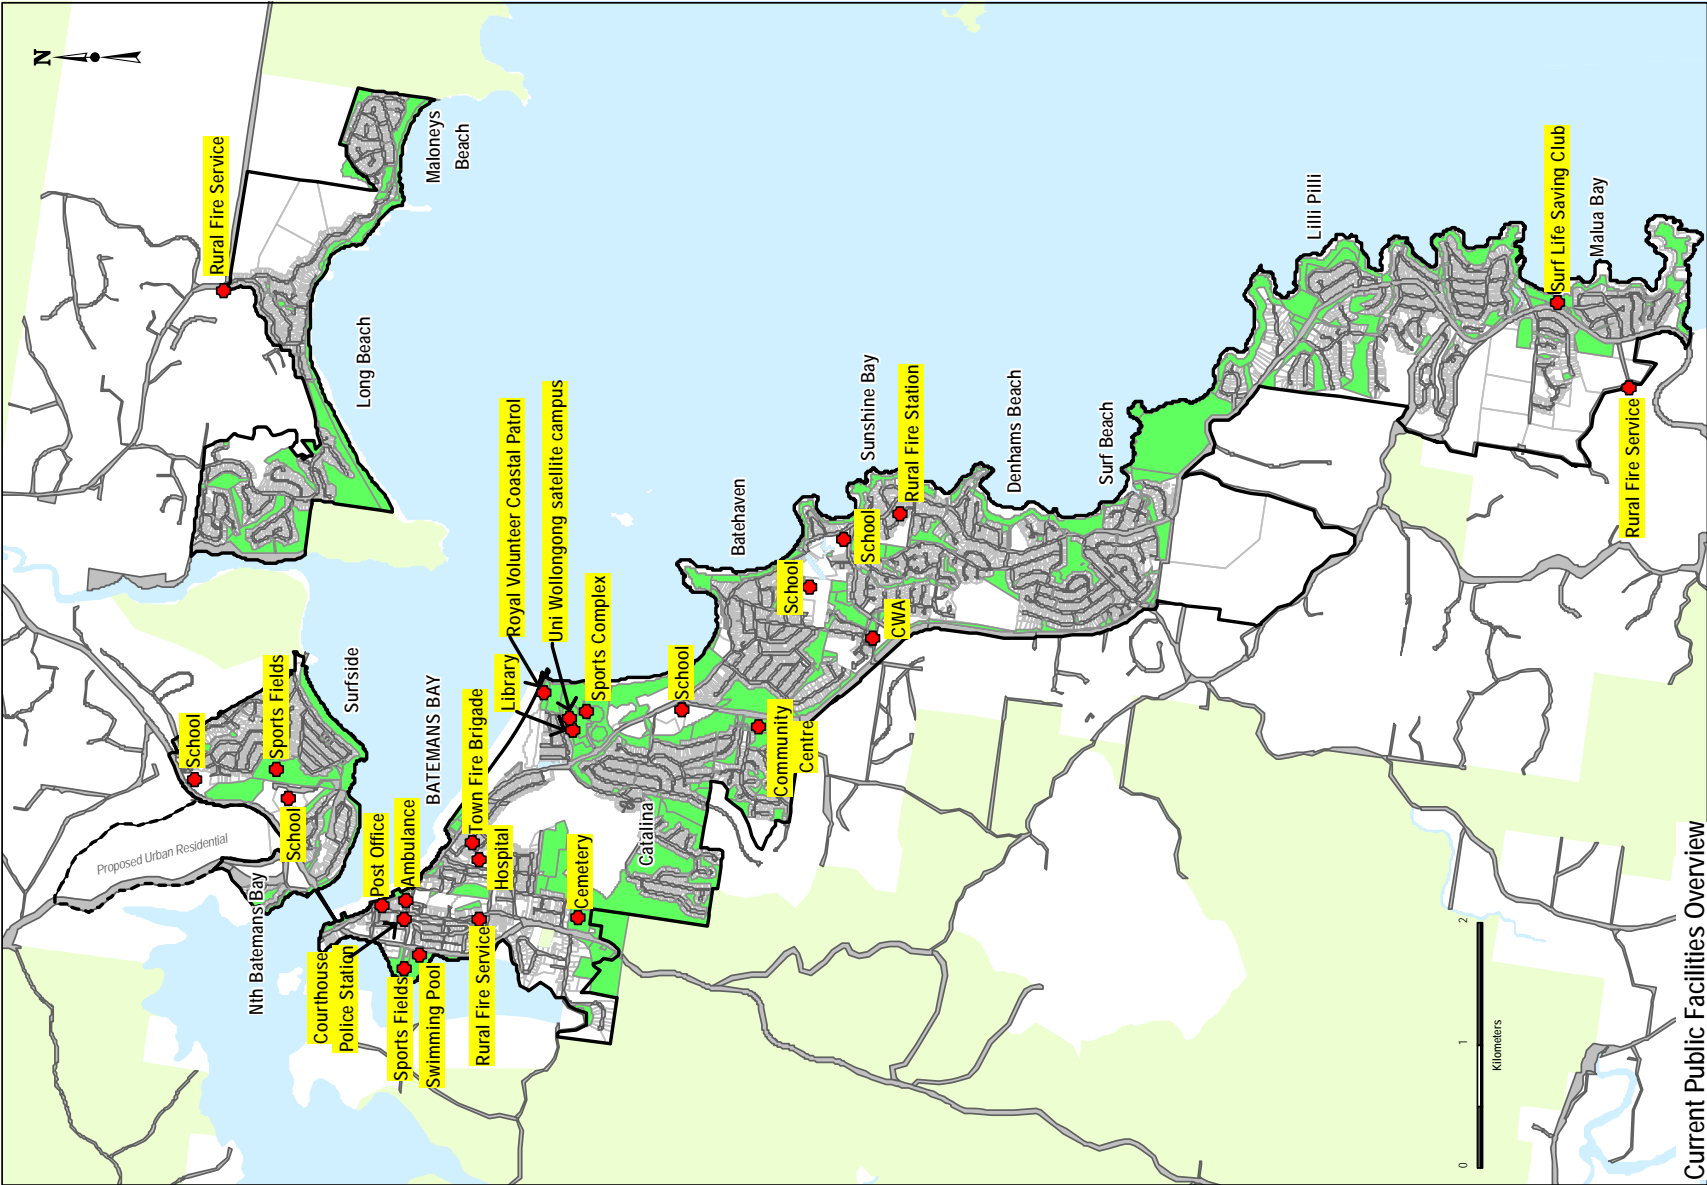 N
Rural Fire Service
Maloneys
Beach
Long Beach
School
Sports Fields
Surfside
School
Proposed Urban Residential
Nth Batemans Bay
BATEMANS BAY
Post Office
Ambulance
Town Fire Brigade
Hospital
Cemetery
Courthouse
Police Station
Sports Fields
Swimming Pool
Rural Fire Service
Royal Volunteer Coastal Patrol
Uni Wollongong satellite campus
Library
Sports Complex
School
Community
Centre
Catalina
Batehaven
School
School
CWA
Sunshine Bay
Rural Fire Station
Denhams Beach
Surf Beach
Lilli Pilli
Surf Life Saving Club
Malua Bay
Rural Fire Service
0 1 2
Kilometers
Current Public Facilities Overview